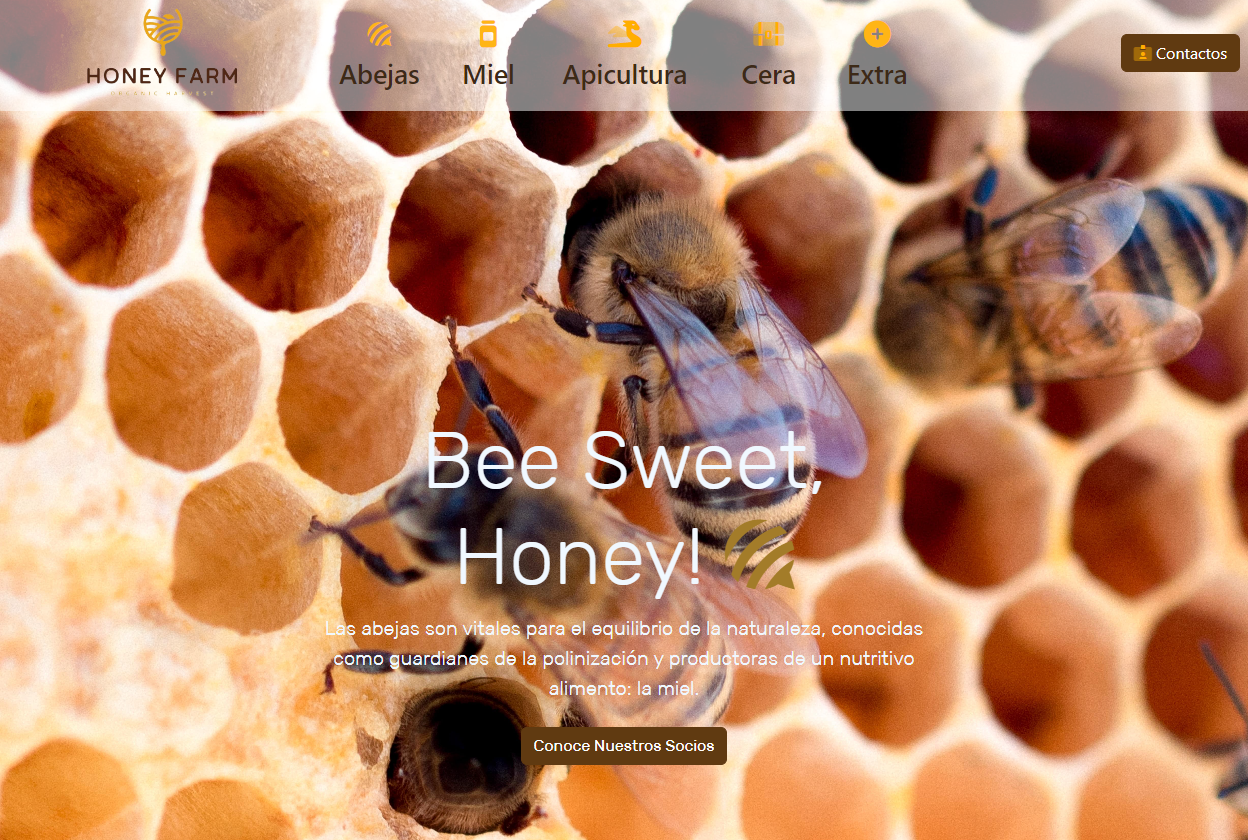 HONEY FARM
ORGANIC HARVEST
Abejas
Miel
Apicultura
Cera
Extra
Contactos
Bee Sweet,
Honey!
Las abejas son vitales para el equilibrio de la naturaleza, conocidas
como guardianes de la polinización y productoras de un nutritivo
alimento: la miel.
Conoce Nuestros Socios